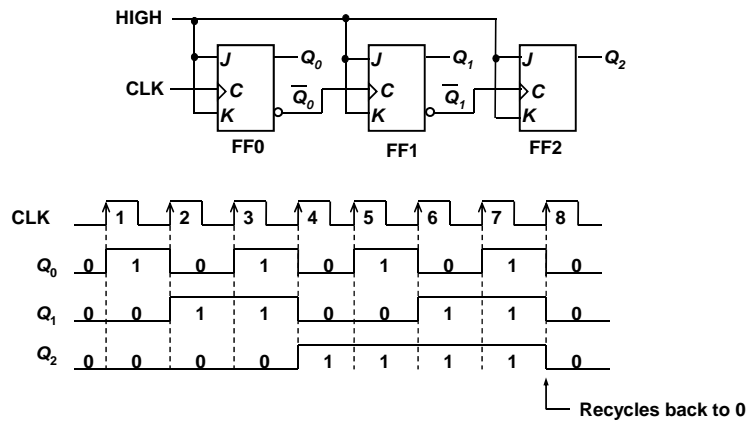 HIGH
J Q0 J Q1 J Q2
CLK C Q̅0 C Q̅1 C
K K K
FF0 FF1 FF2
CLK 1 2 3 4 5 6 7 8
Q0 0 1 0 1 0 1 0 1 0
Q1 0 0 1 1 0 0 1 1 0
Q2 0 0 0 0 1 1 1 1 0
Recycles back to 0